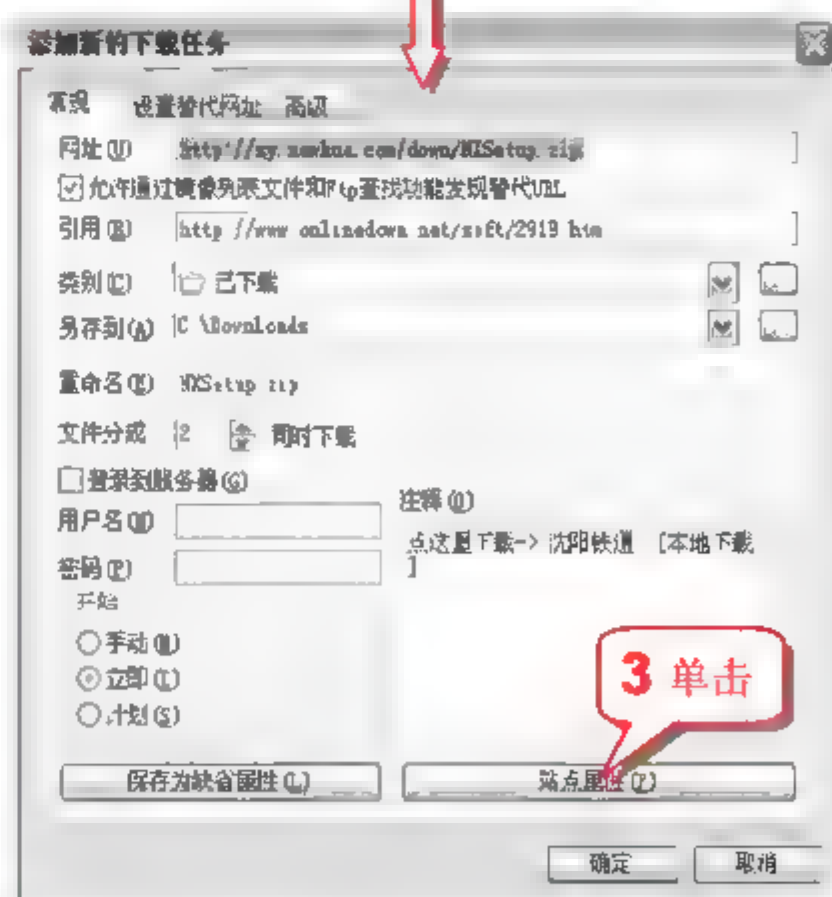 添加新的下载任务
常规 设置替代网址 高级
网址(U) http://sy.newhua.com/down/NXSetup.zip
允许通过镜像列表文件和Ftp查找功能发现替代URL
引用(R) http://www.onlinedown.net/soft/2919.htm
类别(C) 已下载
另存到(A) C:\Downloads
重命名(E) NXSetup.zip
文件分成 2 同时下载
登录到服务器(G)
用户名 注释(O)
密码(P) 点这里下载-> 沈阳铁通 [本地下载
]
开始
手动(M)
立即(I)
计划(S)
3 单击
保存为缺省属性(L) 站点属性(P)
确定 取消